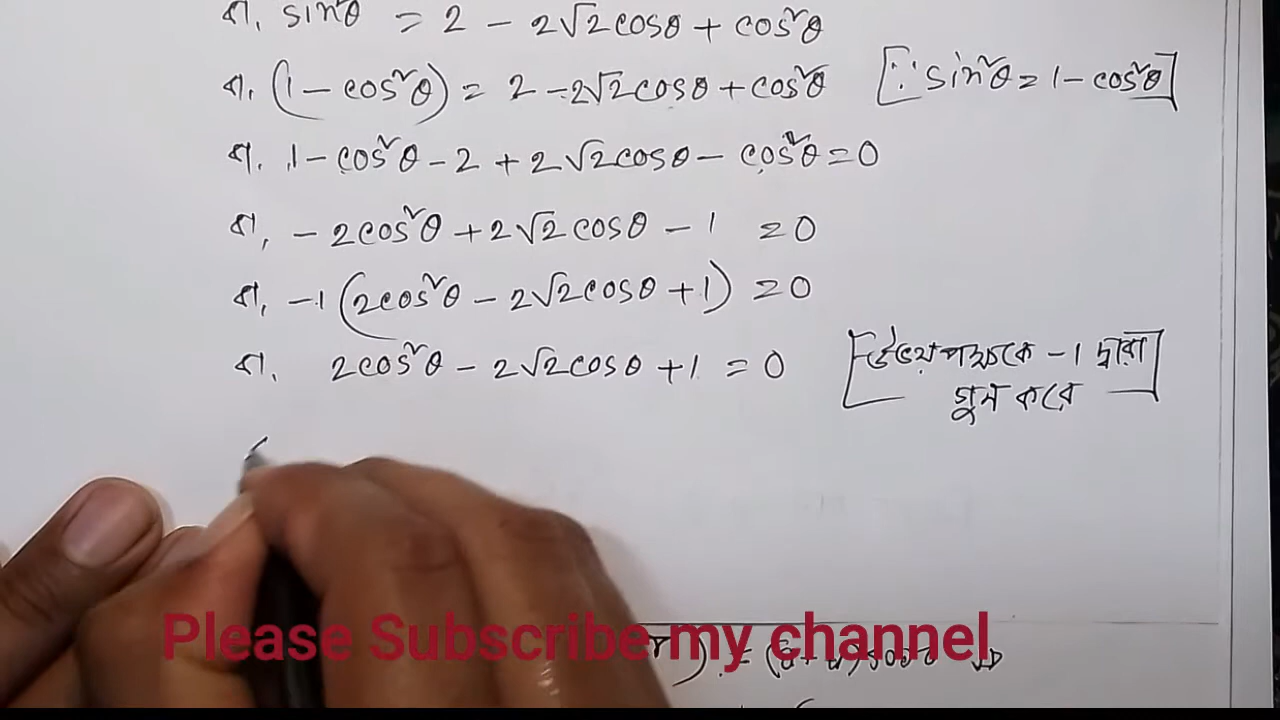 বা, sin²θ = 2 - 2√2cosθ + cos²θ
বা, (1 - cos²θ) = 2 - 2√2cosθ + cos²θ [∵ sin²θ = 1 - cos²θ]
বা, 1 - cos²θ - 2 + 2√2cosθ - cos²θ = 0
বা, - 2cos²θ + 2√2cosθ - 1 = 0
বা, -1 (2cos²θ - 2√2cosθ + 1) = 0
বা, 2cos²θ - 2√2cosθ + 1 = 0 [উভয়পক্ষকে -1 দ্বারা
গুন করে]
Please Subscribe my channel